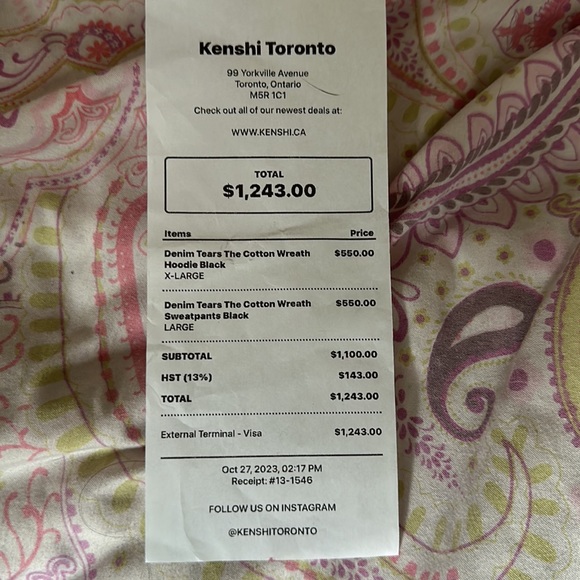 Kenshi Toronto
99 Yorkville Avenue
Toronto, Ontario
M5R 1C1
Check out all of our newest deals at:
WWW.KENSHI.CA
TOTAL
$1,243.00
Items Price
Denim Tears The Cotton Wreath $550.00
Hoodie Black
X-LARGE
Denim Tears The Cotton Wreath $550.00
Sweatpants Black
LARGE
SUBTOTAL $1,100.00
HST (13%) $143.00
TOTAL $1,243.00
External Terminal - Visa $1,243.00
Oct 27, 2023, 02:17 PM
Receipt: #13-1546
FOLLOW US ON INSTAGRAM
@KENSHITORONTO